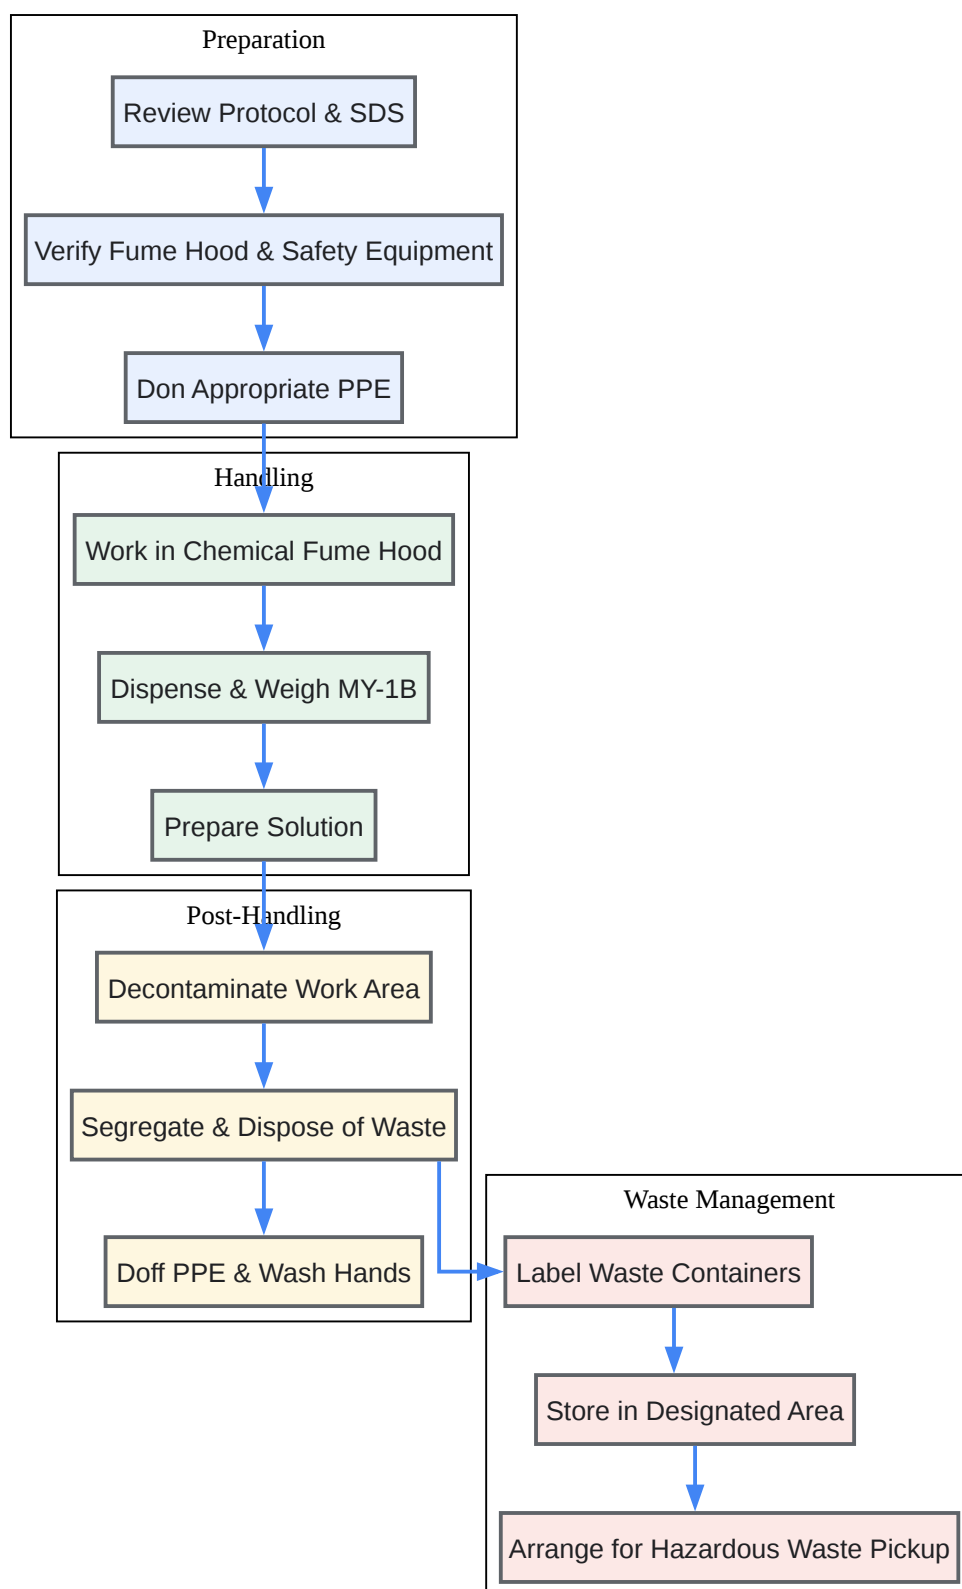 Preparation
Review Protocol & SDS
Verify Fume Hood & Safety Equipment
Don Appropriate PPE
Handling
Work in Chemical Fume Hood
Dispense & Weigh MY-1B
Prepare Solution
Post-Handling
Decontaminate Work Area
Segregate & Dispose of Waste
Doff PPE & Wash Hands
Waste Management
Label Waste Containers
Store in Designated Area
Arrange for Hazardous Waste Pickup